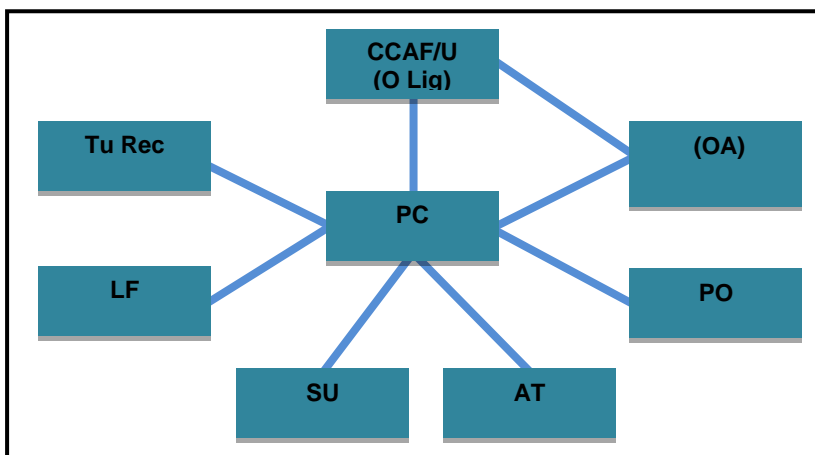 CCAF/U
(O Lig)
Tu Rec
(OA)
PC
LF
PO
SU
AT